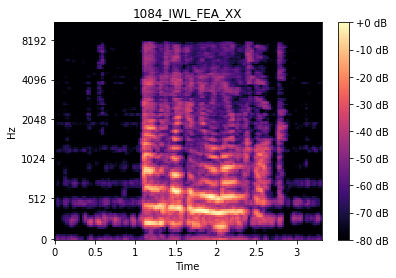 1084_IWL_FEA_XX
+0 dB
8192
-10 dB
4096
-20 dB
-30 dB
2048
Hz
-40 dB
1024
-50 dB
512
-60 dB
-70 dB
0
-80 dB
0 0.5 1 1.5 2 2.5 3
Time